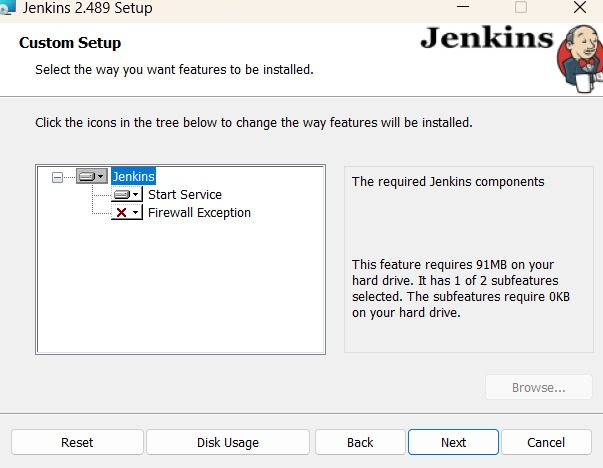 Jenkins 2.489 Setup
Custom Setup
Select the way you want features to be installed.
Jenkins
Click the icons in the tree below to change the way features will be installed.
Jenkins
Start Service
Firewall Exception
The required Jenkins components
This feature requires 91MB on your
hard drive. It has 1 of 2 subfeatures
selected. The subfeatures require 0KB
on your hard drive.
Browse...
Reset
Disk Usage
Back
Next
Cancel